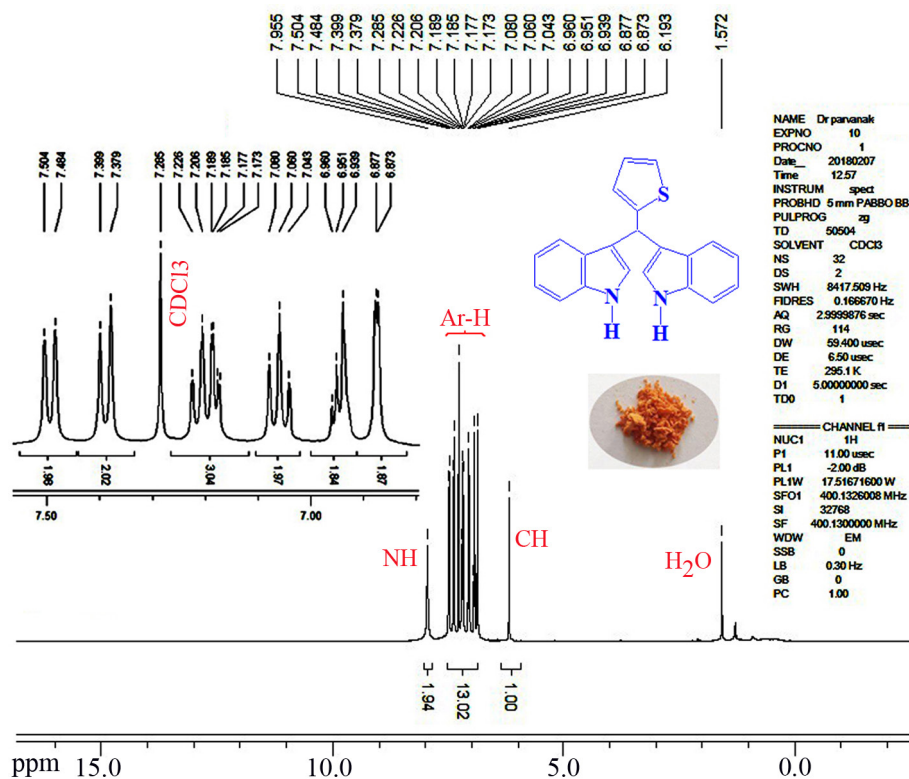 7.955
7.504
7.484
7.399
7.379
7.285
7.226
7.206
7.189
7.185
7.177
7.173
7.080
7.080
7.043
6.980
6.951
6.939
6.877
6.873
6.193
1.572
7.504
7.484
7.399
7.379
7.285
7.226
7.206
7.189
7.185
7.177
7.173
7.080
7.060
7.043
6.960
6.951
6.939
6.877
6.873
CDCl3
1.96
2.02
3.04
1.97
1.84
1.87
7.50
7.00
S
N
N
H
H
Ar-H
NH
CH
H2O
1.94
13.02
1.00
ppm 15.0 10.0 5.0 0.0
NAME Dr parvanak
EXPNO 10
PROCNO 1
Date_ 20180207
Time 12.57
INSTRUM spect
PROBHD 5 mm PABBO BB
PULPROG zg
TD 50504
SOLVENT CDCl3
NS 32
DS 2
SWH 8417.509 Hz
FIDRES 0.166670 Hz
AQ 2.9999876 sec
RG 114
DW 59.400 usec
DE 6.50 usec
TE 295.1 K
D1 5.00000000 sec
TD0 1
======= CHANNEL f1 ====
NUC1 1H
P1 11.00 usec
PL1 -2.00 dB
PL1W 17.51671600 W
SFO1 400.1326008 MHz
SI 32768
SF 400.1300000 MHz
WDW EM
SSB 0
LB 0.30 Hz
GB 0
PC 1.00